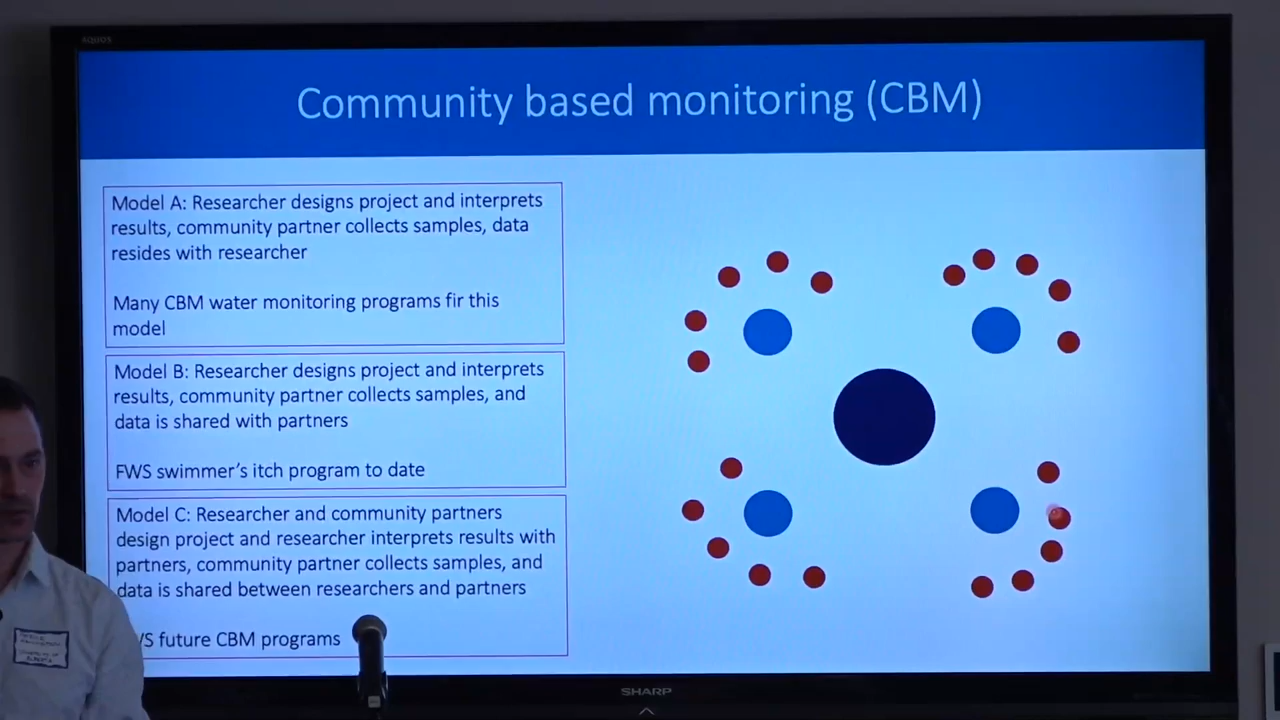 AQUOS
Community based monitoring (CBM)
Model A: Researcher designs project and interprets
results, community partner collects samples, data
resides with researcher
Many CBM water monitoring programs fir this
model
Model B: Researcher designs project and interprets
results, community partner collects samples, and
data is shared with partners
FWS swimmer's itch program to date
Model C: Researcher and community partners
design project and researcher interprets results with
partners, community partner collects samples, and
data is shared between researchers and partners
future CBM programs
UNIVERSITY OF
ALBERTA
SHARP